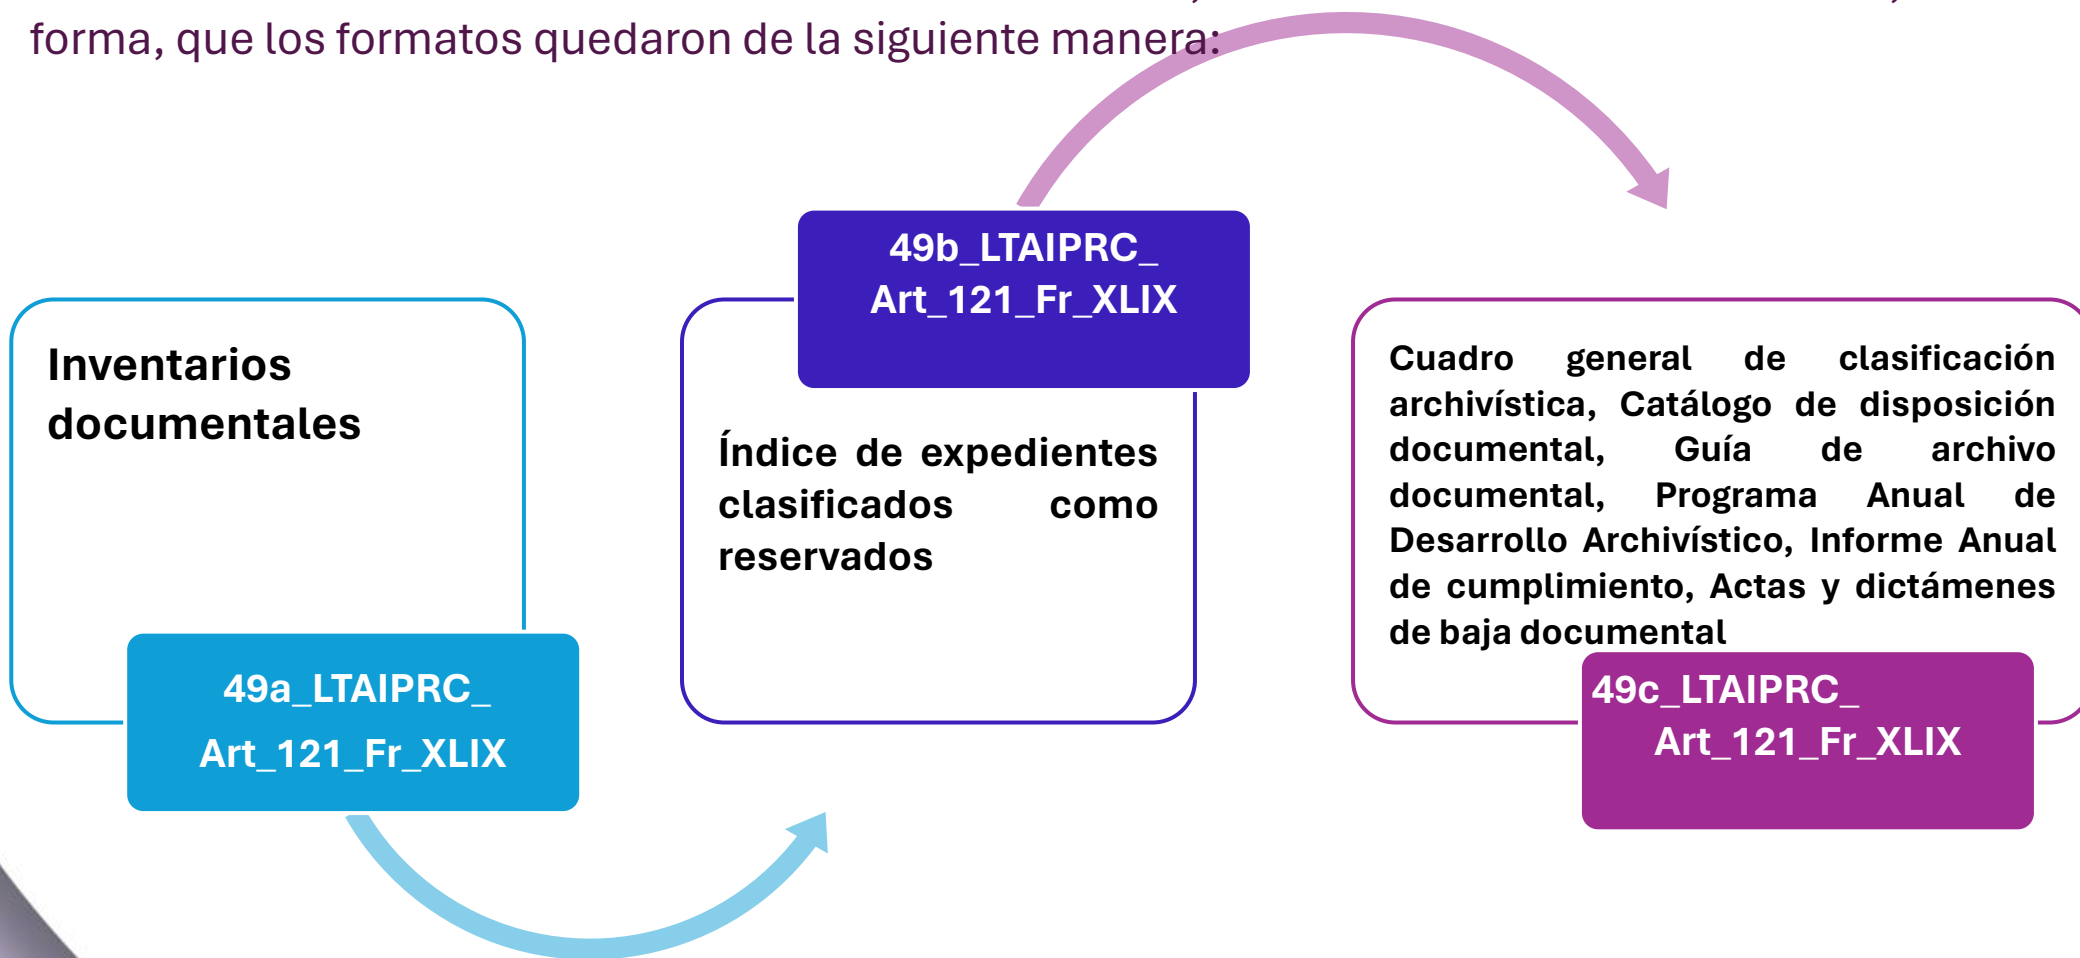 forma, que los formatos quedaron de la siguiente manera:
Inventarios
documentales
49a_LTAIPRC_
Art_121_Fr_XLIX
49b_LTAIPRC_
Art_121_Fr_XLIX
Índice de expedientes
clasificados como
reservados
Cuadro general de clasificación
archivística, Catálogo de disposición
documental, Guía de archivo
documental, Programa Anual de
Desarrollo Archivístico, Informe Anual
de cumplimiento, Actas y dictámenes
de baja documental
49c_LTAIPRC_
Art_121_Fr_XLIX